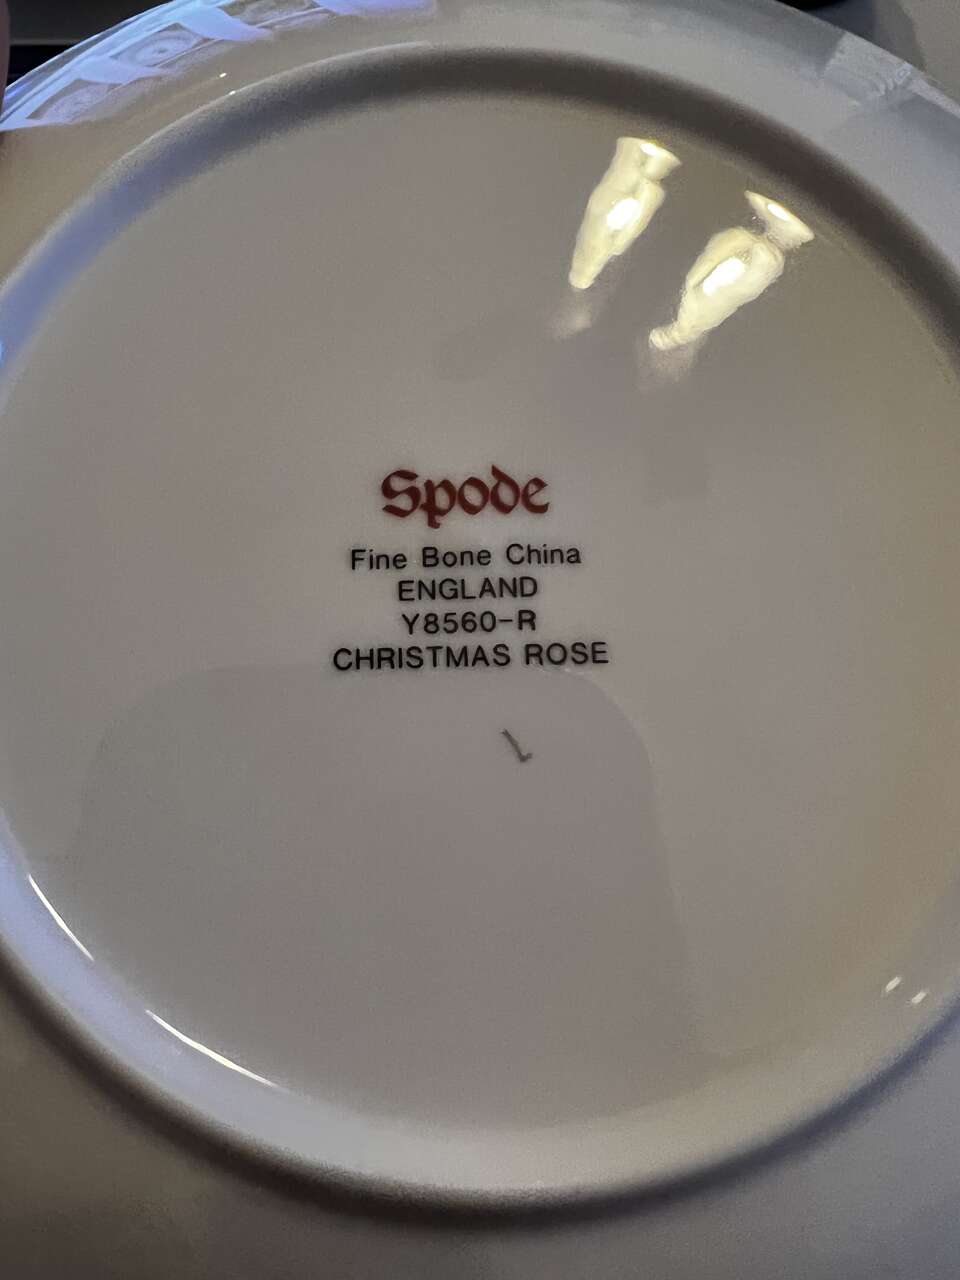 Spode
Fine Bone China
ENGLAND
Y8560-R
CHRISTMAS ROSE